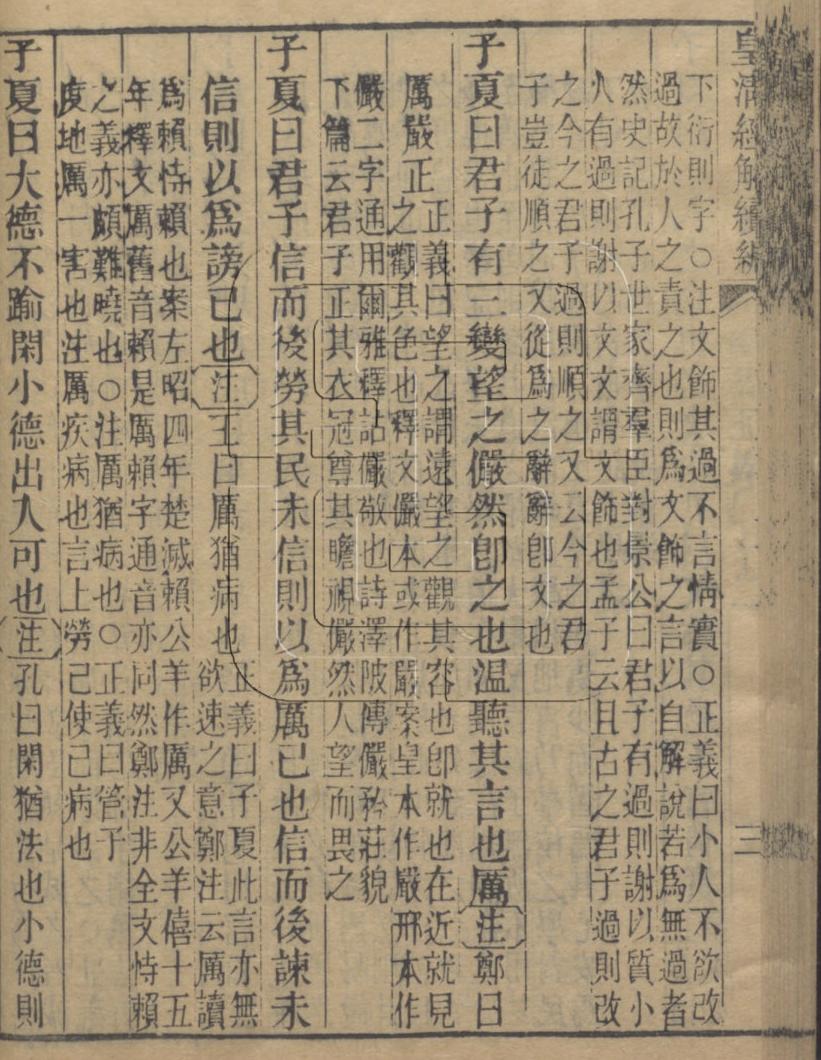 皇清經解續編
三
下衍則字○注文飾其過不言情實○正義曰小人不欲改
過故於人之責之也則爲文飾之言以自解說若爲無過者
然史記孔子世家齊羣臣對景公曰君子有過則謝以質小
人有過則謝以文文謂文飾也孟子云且古之君子過則改
之今之君子過則順之又云今之君
子豈徒順之又從爲之辭辭卽文也
子夏曰君子有三變望之儼然卽之也温聽其言也厲注鄭曰
厲嚴正
正義曰望之謂遠望之觀其容也卽就也在近就見
之觀其色也釋文儼本或作嚴案皇本作嚴邢本作
儼二字通用爾雅釋詁儼敬也詩澤陂傳儼矜莊貌
下篇云君子正其衣冠尊其瞻視儼然人望而畏之
子夏曰君子信而後勞其民未信則以爲厲已也信而後諫未
信則以爲謗已也注王曰厲猶病也
正義曰子夏此言亦無
欲速之意鄭注云厲讀
爲賴恃賴也案左昭四年楚滅賴公羊作厲又公羊僖十五
年釋文厲舊音賴是厲賴字通音亦同然鄭注非全文恃賴
之義亦頗難曉也○注厲猶病也○正義曰管子
度地厲一害也注厲疾病也言上勞己使己病也
子夏曰大德不踰閑小德出入可也注孔曰閑猶法也小德則